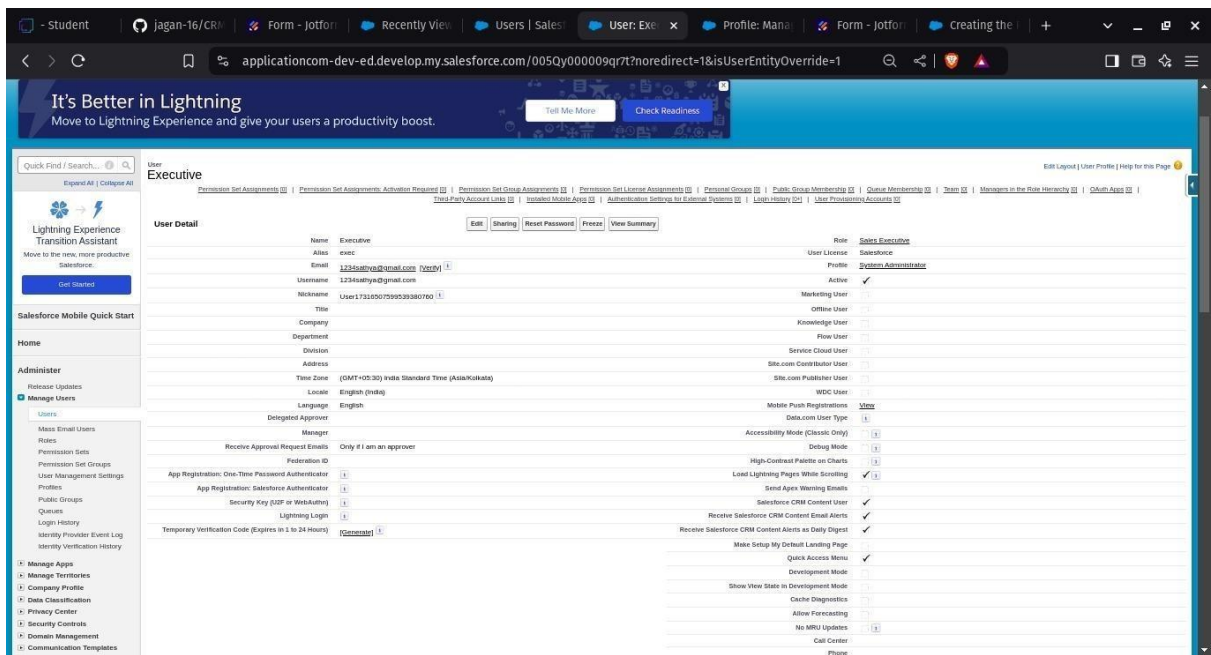 - Student
jagan-16/CRM
Form - Jotfor
Recently View
Users | Sales
User: Exe
Profile: Mana
Form - Jotfor
Creating the
applicationcom-dev-ed.develop.my.salesforce.com/005Qy000009qr7t?noredirect=1&isUserEntityOverride=1
It's Better in Lightning
Move to Lightning Experience and give your users a productivity boost.
Tell Me More
Check Readiness
Quick Find / Search...
Expand All | Collapse All
Lightning Experience
Transition Assistant
Move to the new, more productive
Salesforce.
Get Started
Salesforce Mobile Quick Start
Home
Administer
Release Updates
Manage Users
Users
Mass Email Users
Roles
Permission Sets
Permission Set Groups
User Management Settings
Profiles
Public Groups
Queues
Login History
Identity Provider Event Log
Identity Verification History
Manage Apps
Manage Territories
Company Profile
Data Classification
Privacy Center
Security Controls
Domain Management
Communication Templates
User
Executive
Edit Layout | User Profile | Help for this Page
Permission Set Assignments [0] | Permission Set Assignments: Activation Required [0] | Permission Set Group Assignments [0] | Permission Set License Assignments [0] | Personal Groups [0] | Public Group Membership [0] | Queue Membership [0] | Team [0] | Managers in the Role Hierarchy [0] | OAuth Apps [0] |
Third-Party Account Links [0] | Installed Mobile Apps [0] | Authentication Settings for External Systems [0] | Login History [0+] | User Provisioning Accounts [0]
User Detail
Edit Sharing Reset Password Freeze View Summary
Name Executive
Alias exec
Email 1234sathya@gmail.com [Verify]
Username 1234sathya@gmail.com
Nickname User17316507599539380760
Title
Company
Department
Division
Address
Time Zone (GMT+05:30) India Standard Time (Asia/Kolkata)
Locale English (India)
Language English
Delegated Approver
Manager
Receive Approval Request Emails Only if I am an approver
Federation ID
App Registration: One-Time Password Authenticator
App Registration: Salesforce Authenticator
Security Key (U2F or WebAuthn)
Lightning Login
Temporary Verification Code (Expires in 1 to 24 Hours) [Generate]
Role Sales Executive
User License Salesforce
Profile System Administrator
Active
Marketing User
Offline User
Knowledge User
Flow User
Service Cloud User
Site.com Contributor User
Site.com Publisher User
WDC User
Mobile Push Registrations View
Data.com User Type
Accessibility Mode (Classic Only)
Debug Mode
High-Contrast Palette on Charts
Load Lightning Pages While Scrolling
Send Apex Warning Emails
Salesforce CRM Content User
Receive Salesforce CRM Content Email Alerts
Receive Salesforce CRM Content Alerts as Daily Digest
Make Setup My Default Landing Page
Quick Access Menu
Development Mode
Show View State in Development Mode
Cache Diagnostics
Allow Forecasting
No MRU Updates
Call Center
Phone